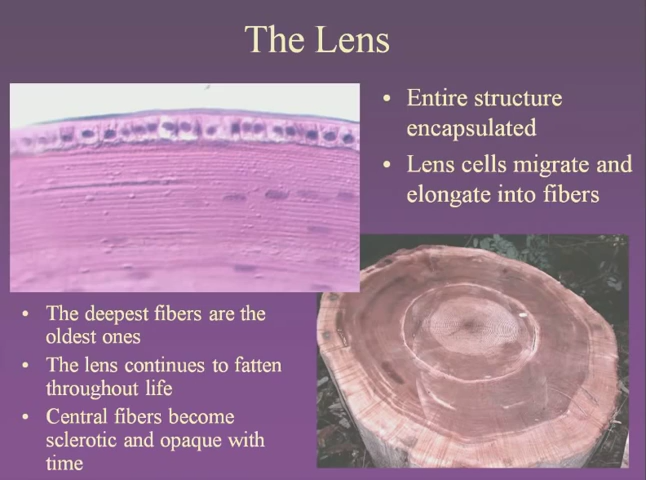 The Lens
• Entire structure
encapsulated
• Lens cells migrate and
elongate into fibers
• The deepest fibers are the
oldest ones
• The lens continues to fatten
throughout life
• Central fibers become
sclerotic and opaque with
time